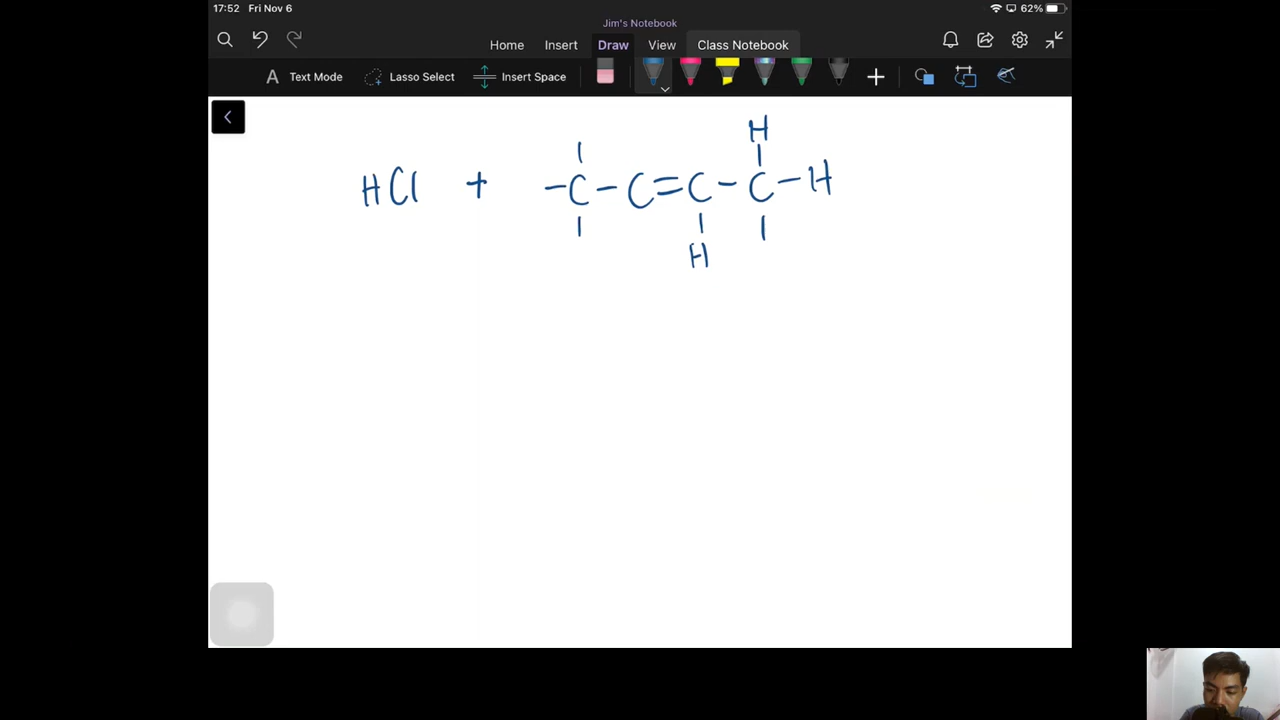 17:52 Fri Nov 6 62%
Jim's Notebook
Home Insert Draw View Class Notebook
A Text Mode Lasso Select Insert Space
H
HCl + -C-C=C-C-H
H